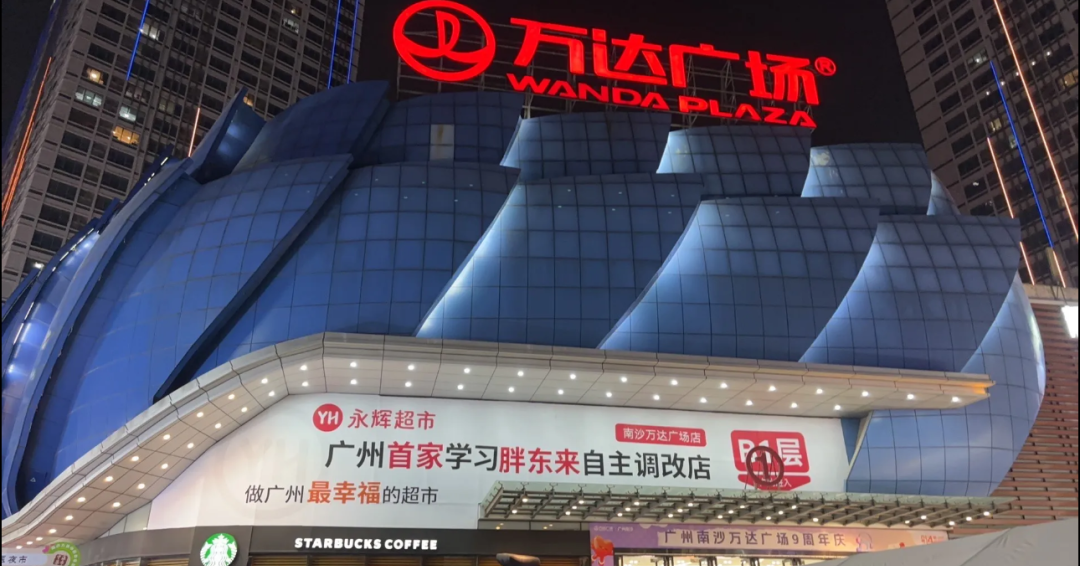 万达广场®
WANDA PLAZA
YH 永辉超市
南沙万达广场店
广州首家学习胖东来自主调改店
B1层
①
做广州最幸福的超市
STARBUCKS COFFEE
广州南沙万达广场9周年庆
夜市